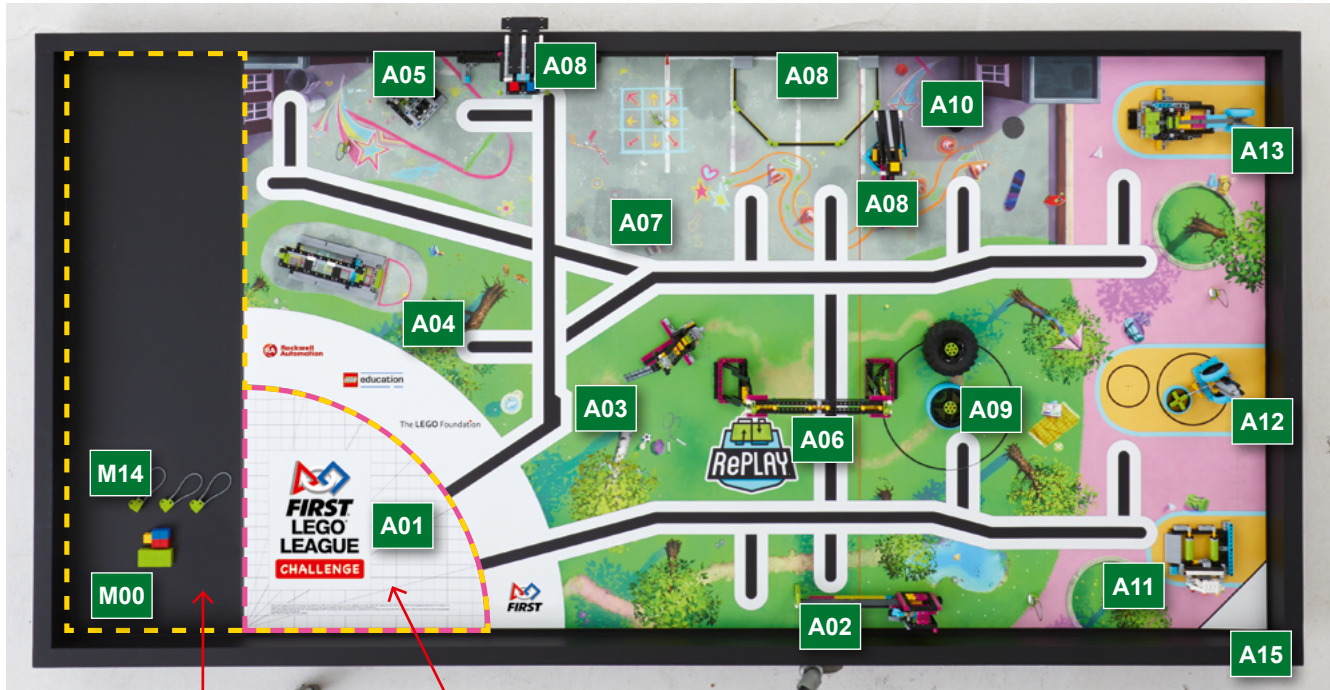 A05
A08
A08
A10
A13
A07
A08
A04
Rockwell
Automation
LEGO education
The LEGO Foundation
A03
A06
A09
A12
RePLAY
M14
FIRST
LEGO
LEAGUE
CHALLENGE
A01
M00
FIRST
A02
A11
A15